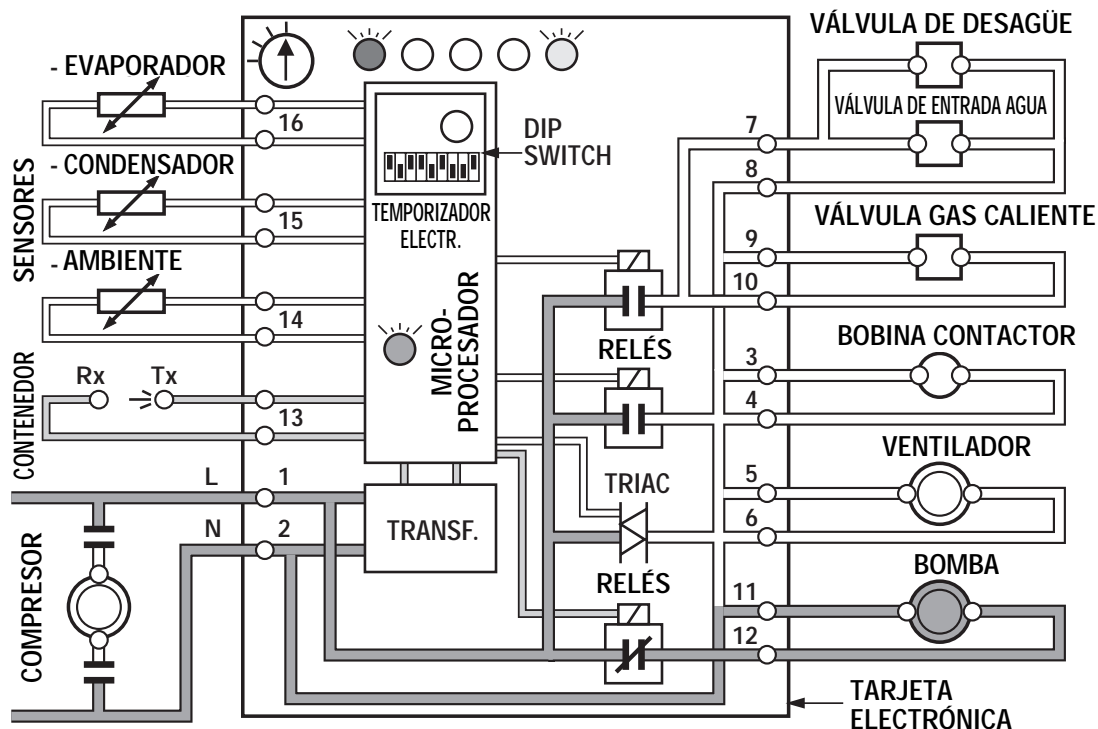 - EVAPORADOR
16
- CONDENSADOR
15
- AMBIENTE
14
SENSORES
CONTENEDOR
Rx
Tx
13
L
1
N
2
COMPRESOR
DIP
SWITCH
TEMPORIZADOR
ELECTR.
MICRO-
PROCESADOR
TRANSF.
RELÉS
TRIAC
RELÉS
7
8
9
10
3
4
5
6
11
12
VÁLVULA DE DESAGÜE
VÁLVULA DE ENTRADA AGUA
VÁLVULA GAS CALIENTE
BOBINA CONTACTOR
VENTILADOR
BOMBA
TARJETA
ELECTRÓNICA